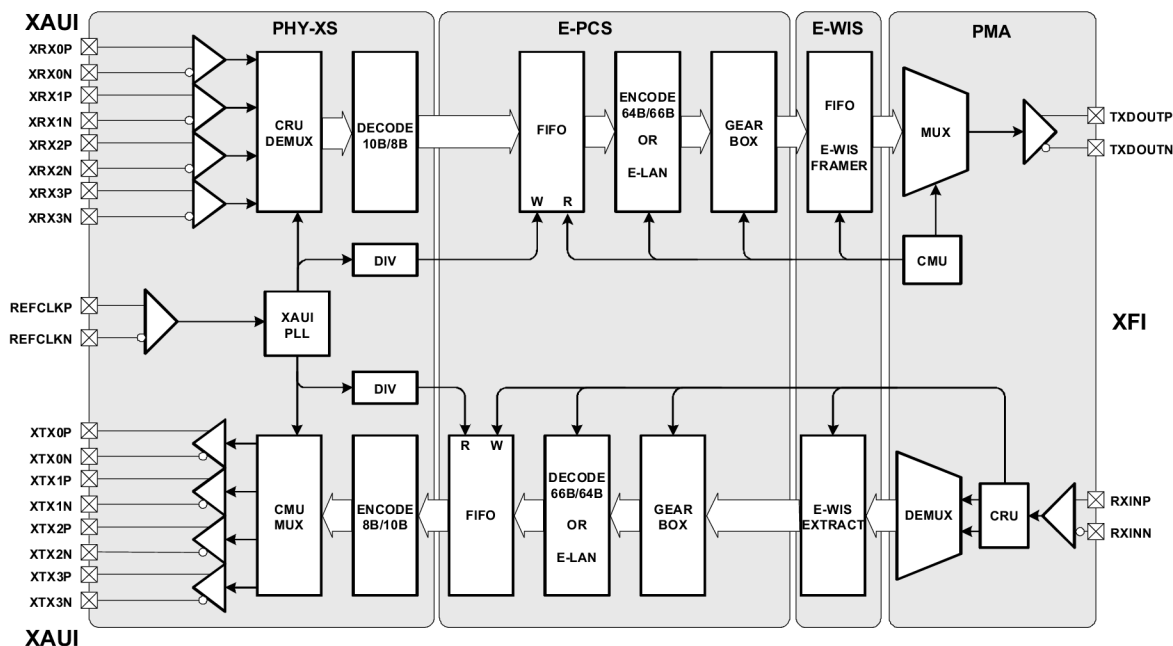 XAUI
PHY-XS
E-PCS
E-WIS
PMA
XRX0P
XRX0N
XRX1P
XRX1N
XRX2P
XRX2N
XRX3P
XRX3N
CRU
DEMUX
DECODE
10B/8B
FIFO
W R
ENCODE
64B/66B
OR
E-LAN
GEAR
BOX
FIFO
E-WIS
FRAMER
MUX
TXDOUTP
TXDOUTN
DIV
CMU
REFCLKP
REFCLKN
XAUI
PLL
XFI
DIV
XTX0P
XTX0N
XTX1P
XTX1N
XTX2P
XTX2N
XTX3P
XTX3N
CMU
MUX
ENCODE
8B/10B
R W
FIFO
DECODE
66B/64B
OR
E-LAN
GEAR
BOX
E-WIS
EXTRACT
DEMUX
CRU
RXINP
RXINN
XAUI